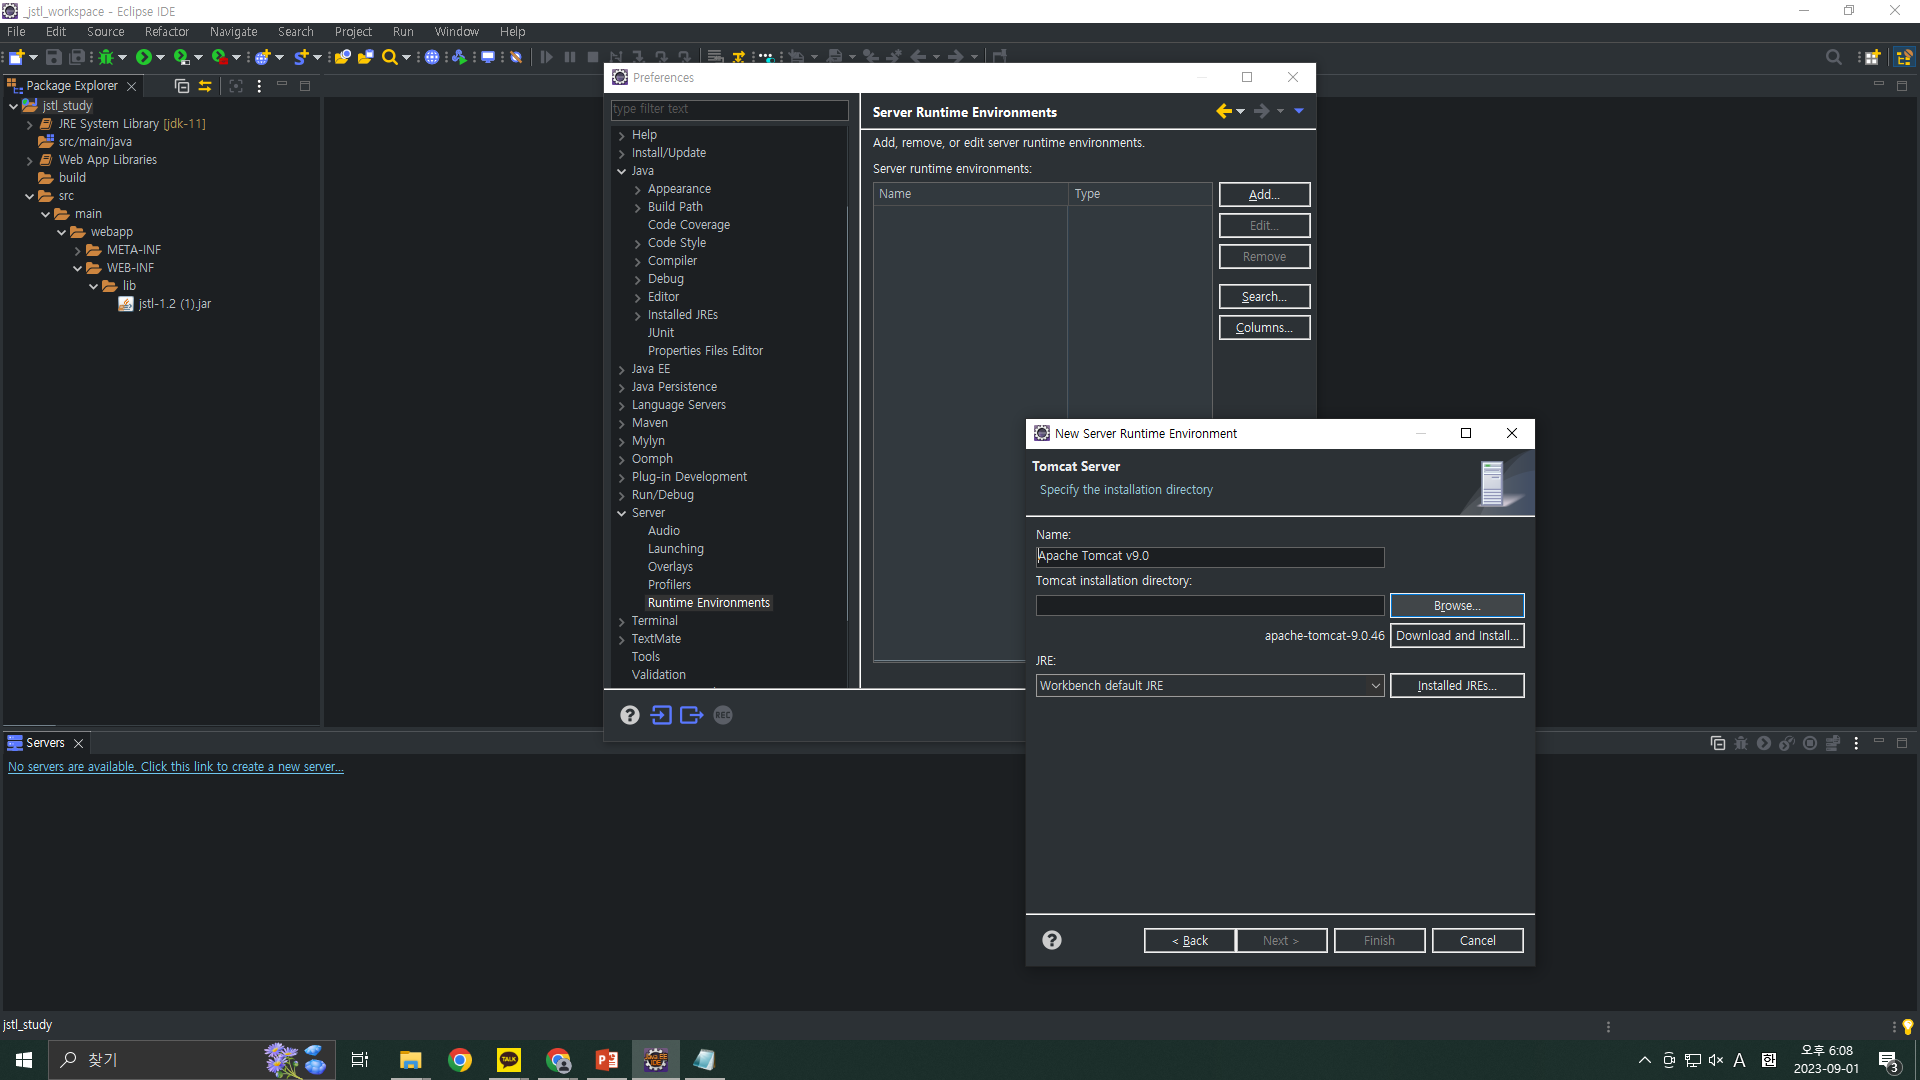 _jstl_workspace - Eclipse IDE
File Edit Source Refactor Navigate Search Project Run Window Help
Package Explorer
jstl_study
JRE System Library [jdk-11]
src/main/java
Web App Libraries
build
src
main
webapp
META-INF
WEB-INF
lib
jstl-1.2 (1).jar
Preferences
type filter text
Help
Install/Update
Java
Appearance
Build Path
Code Coverage
Code Style
Compiler
Debug
Editor
Installed JREs
JUnit
Properties Files Editor
Java EE
Java Persistence
Language Servers
Maven
Mylyn
Oomph
Plug-in Development
Run/Debug
Server
Audio
Launching
Overlays
Profilers
Runtime Environments
Terminal
TextMate
Tools
Validation
Server Runtime Environments
Add, remove, or edit server runtime environments.
Server runtime environments:
Name Type
Add...
Edit...
Remove
Search...
Columns...
REC
New Server Runtime Environment
Tomcat Server
Specify the installation directory
Name:
Apache Tomcat v9.0
Tomcat installation directory:
Browse...
apache-tomcat-9.0.46 Download and Install...
JRE:
Workbench default JRE Installed JREs...
< Back Next > Finish Cancel
Servers
No servers are available. Click this link to create a new server...
jstl_study
찾기
TALK
Java EE
IDE
A
오후 6:08
2023-09-01
3